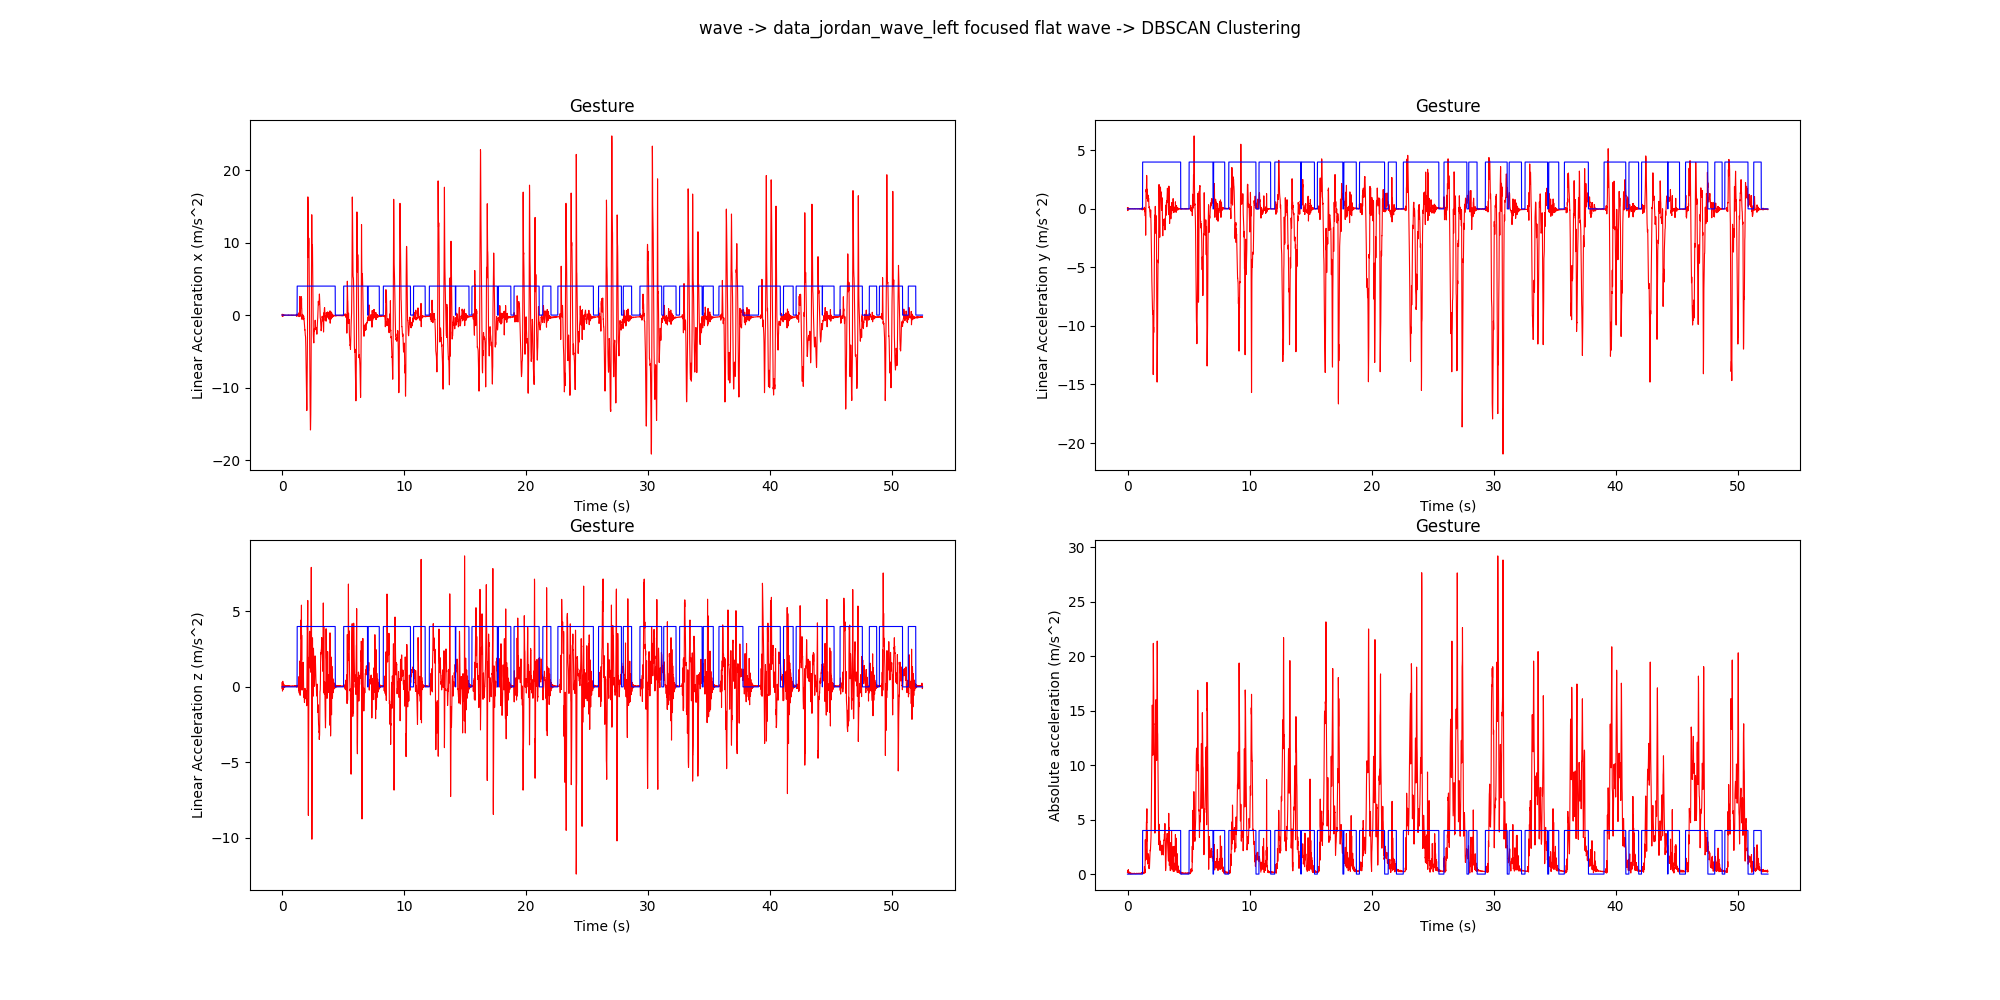 wave -> data_jordan_wave_left focused flat wave -> DBSCAN Clustering
Gesture
Linear Acceleration x (m/s^2)
20
10
0
−10
−20
0 10 20 30 40 50
Time (s)
Gesture
Linear Acceleration y (m/s^2)
5
0
−5
−10
−15
−20
0 10 20 30 40 50
Time (s)
Gesture
Linear Acceleration z (m/s^2)
5
0
−5
−10
0 10 20 30 40 50
Time (s)
Gesture
Absolute acceleration (m/s^2)
30
25
20
15
10
5
0
0 10 20 30 40 50
Time (s)